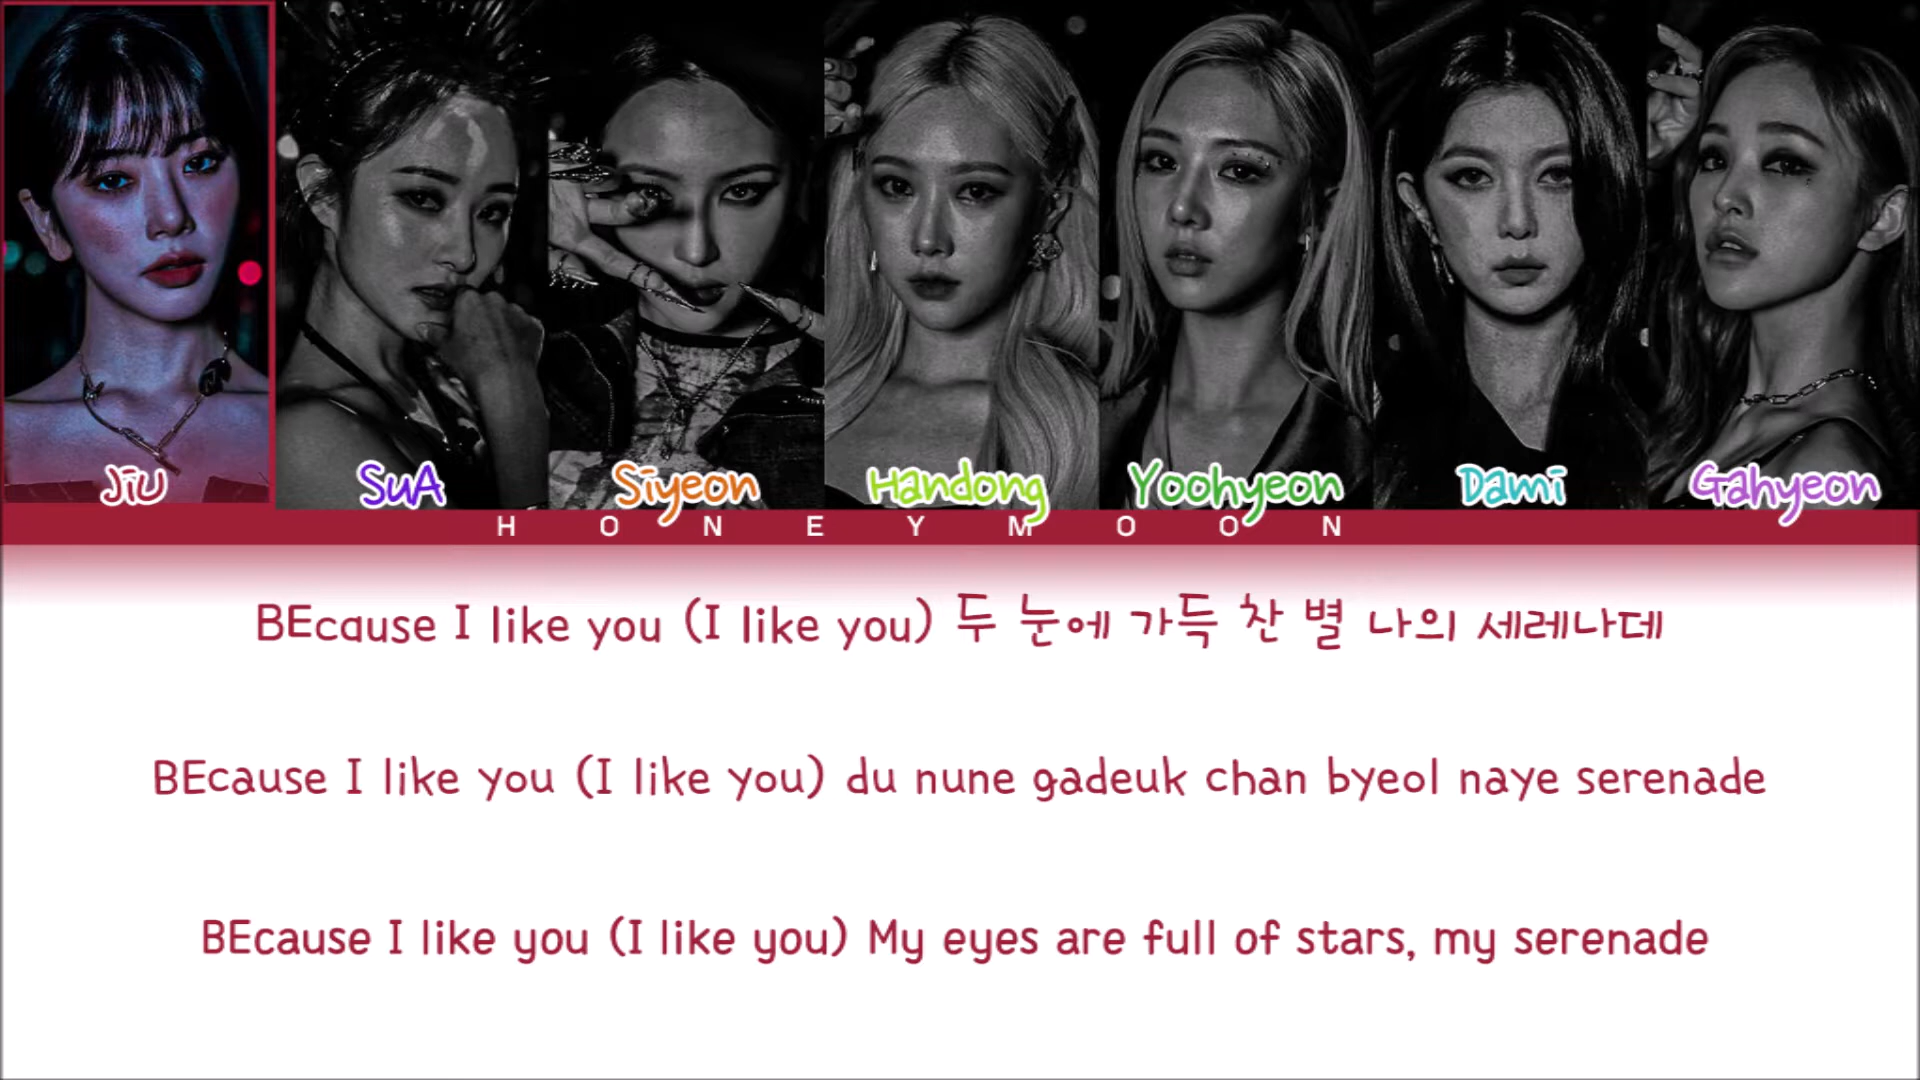 JiU SuA Siyeon Handong Yoohyeon Dami Gahyeon
HONEYMOON
BEcause I like you (I like you) 두 눈에 가득 찬 별 나의 세레나데
BEcause I like you (I like you) du nune gadeuk chan byeol naye serenade
BEcause I like you (I like you) My eyes are full of stars, my serenade